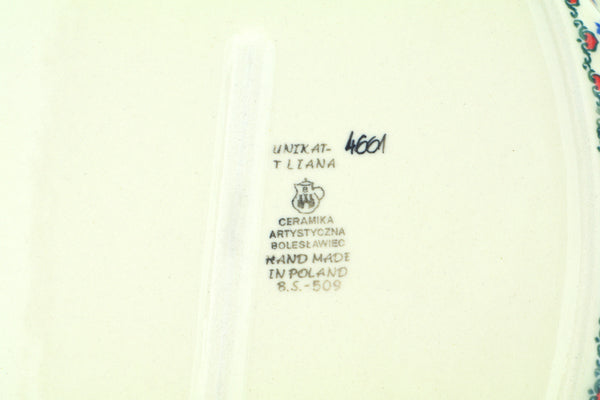 UNIKAT- 4661
T LIANA
CERAMIKA
ARTYSTYCZNA
BOLESŁAWIEC
HAND MADE
IN POLAND
B.S.-509